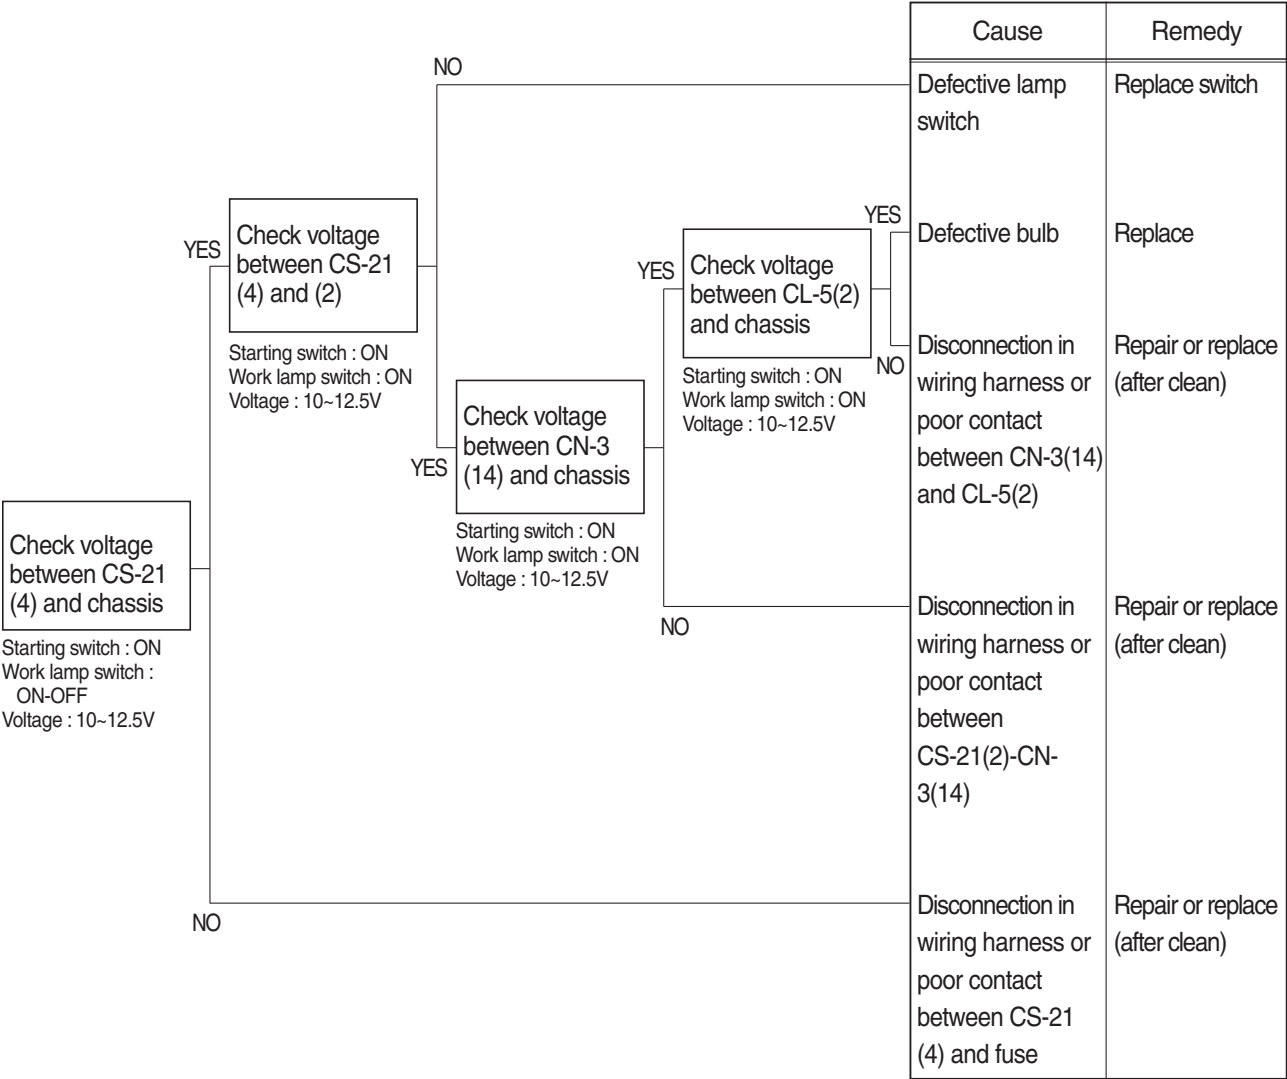 Cause
Remedy
NO
Defective lamp
switch
Replace switch
YES
Check voltage
between CS-21
(4) and (2)
Starting switch : ON
Work lamp switch : ON
Voltage : 10~12.5V
YES
Check voltage
between CN-3
(14) and chassis
Starting switch : ON
Work lamp switch : ON
Voltage : 10~12.5V
YES
Check voltage
between CL-5(2)
and chassis
Starting switch : ON
Work lamp switch : ON
Voltage : 10~12.5V
YES
Defective bulb
Replace
NO
Disconnection in
wiring harness or
poor contact
between CN-3(14)
and CL-5(2)
Repair or replace
(after clean)
Check voltage
between CS-21
(4) and chassis
Starting switch : ON
Work lamp switch :
ON-OFF
Voltage : 10~12.5V
NO
Disconnection in
wiring harness or
poor contact
between
CS-21(2)-CN-
3(14)
Repair or replace
(after clean)
NO
Disconnection in
wiring harness or
poor contact
between CS-21
(4) and fuse
Repair or replace
(after clean)